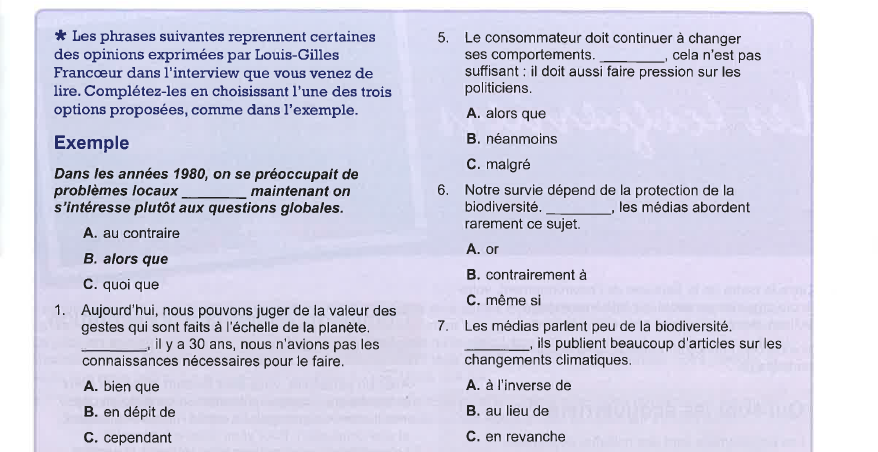 * Les phrases suivantes reprennent certaines
des opinions exprimées par Louis-Gilles
Francœur dans l'interview que vous venez de
lire. Complétez-les en choisissant l'une des trois
options proposées, comme dans l'exemple.
Exemple
Dans les années 1980, on se préoccupait de
problèmes locaux ________ maintenant on
s'intéresse plutôt aux questions globales.
A. au contraire
B. alors que
C. quoi que
1. Aujourd'hui, nous pouvons juger de la valeur des
gestes qui sont faits à l'échelle de la planète.
________, il y a 30 ans, nous n'avions pas les
connaissances nécessaires pour le faire.
A. bien que
B. en dépit de
C. cependant
5. Le consommateur doit continuer à changer
ses comportements. ________, cela n'est pas
suffisant : il doit aussi faire pression sur les
politiciens.
A. alors que
B. néanmoins
C. malgré
6. Notre survie dépend de la protection de la
biodiversité. ________, les médias abordent
rarement ce sujet.
A. or
B. contrairement à
C. même si
7. Les médias parlent peu de la biodiversité.
________, ils publient beaucoup d'articles sur les
changements climatiques.
A. à l'inverse de
B. au lieu de
C. en revanche